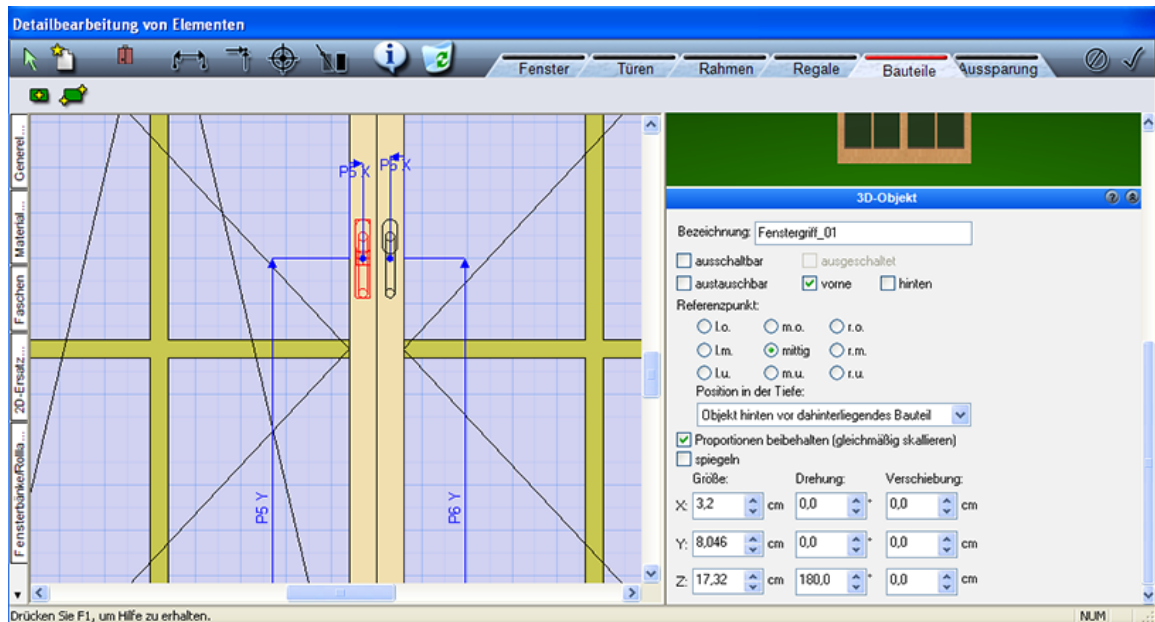 Detailbearbeitung von Elementen
Fenster Türen Rahmen Regale Bauteile Aussparung
Generel...
Material...
Faschen
2D-Ersatz...
Fensterbänke/Rolla...
P5 X P6 X
P5 Y P6 Y
3D-Objekt
Bezeichnung: Fenstergriff_01
ausschaltbar ausgeschaltet
austauschbar vorne hinten
Referenzpunkt:
l.o. m.o. r.o.
l.m. mittig r.m.
l.u. m.u. r.u.
Position in der Tiefe:
Objekt hinten vor dahinterliegendes Bauteil
Proportionen beibehalten (gleichmäßig skallieren)
spiegeln
Größe: Drehung: Verschiebung:
X: 3,2 cm 0,0 ° 0,0 cm
Y: 8,046 cm 0,0 ° 0,0 cm
Z: 17,32 cm 180,0 ° 0,0 cm
Drücken Sie F1, um Hilfe zu erhalten. NUM